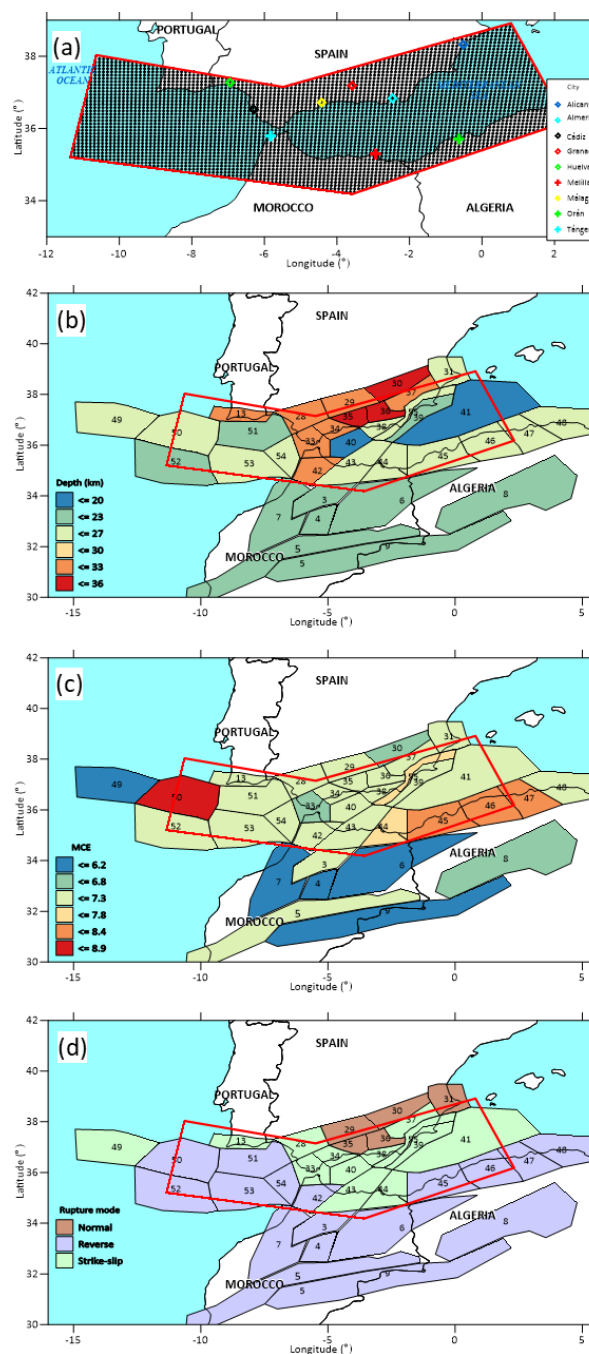 (a)
PORTUGAL
SPAIN
ATLANTIC
OCEAN
MOROCCO
ALGERIA
City
Alicant
Almer
Cádiz
Grana
Huelv
Melilla
Málag
Orán
Tánge
Latitude (°)
38
36
34
-12 -10 -8 -6 -4 -2 0 2
Longitude (°)
(b)
SPAIN
PORTUGAL
ALGERIA
MOROCCO
49 50 51 52 53 54 13 28 29 30 31 37 35 36 34 33 38 39 40 41 42 43 44 45 46 47 48
3 4 5 5 6 7 8 9
Depth (km)
<= 20
<= 23
<= 27
<= 30
<= 33
<= 36
Latitude (°)
42
40
38
36
34
32
30
-15 -10 -5 0 5
Longitude (°)
(c)
SPAIN
PORTUGAL
ALGERIA
MOROCCO
49 50 51 52 53 54 13 28 29 30 31 37 35 36 34 33 38 39 40 41 42 43 44 45 46 47 48
3 4 5 6 7 8 9
MCE
<= 6.2
<= 6.8
<= 7.3
<= 7.8
<= 8.4
<= 8.9
Latitude (°)
42
40
38
36
34
32
30
-15 -10 -5 0 5
Longitude (°)
(d)
SPAIN
PORTUGAL
ALGERIA
MOROCCO
49 50 51 52 53 54 13 28 29 30 31 37 35 36 34 33 38 39 40 41 42 43 44 45 46 47 48
3 4 5 5 6 7 8 9
Rupture mode
Normal
Reverse
Strike-slip
Latitude (°)
42
40
38
36
34
32
30
-15 -10 -5 0 5
Longitude (°)